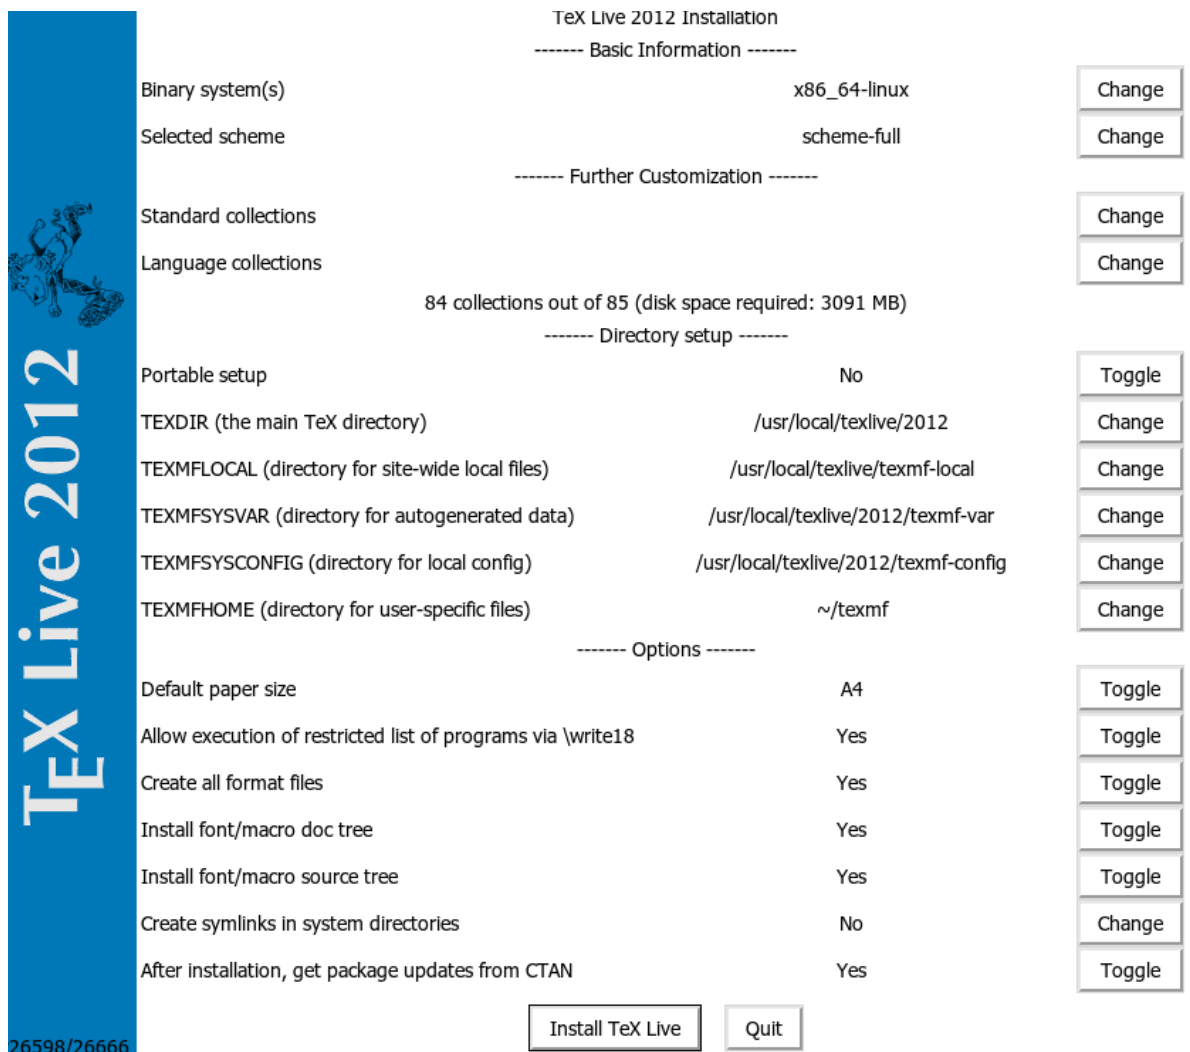 TeX Live 2012 Installation
------- Basic Information -------
Binary system(s) x86_64-linux Change
Selected scheme scheme-full Change
------- Further Customization -------
Standard collections Change
Language collections Change
84 collections out of 85 (disk space required: 3091 MB)
------- Directory setup -------
Portable setup No Toggle
TEXDIR (the main TeX directory) /usr/local/texlive/2012 Change
TEXMFLOCAL (directory for site-wide local files) /usr/local/texlive/texmf-local Change
TEXMFSYSVAR (directory for autogenerated data) /usr/local/texlive/2012/texmf-var Change
TEXMFSYSCONFIG (directory for local config) /usr/local/texlive/2012/texmf-config Change
TEXMFHOME (directory for user-specific files) ~/texmf Change
------- Options -------
Default paper size A4 Toggle
Allow execution of restricted list of programs via \write18 Yes Toggle
Create all format files Yes Toggle
Install font/macro doc tree Yes Toggle
Install font/macro source tree Yes Toggle
Create symlinks in system directories No Change
After installation, get package updates from CTAN Yes Toggle
Install TeX Live Quit
TEX Live 2012
26598/26666